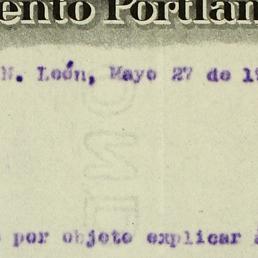 ento Portlan
N. León, Mayo 27 de 19
por objeto explicar